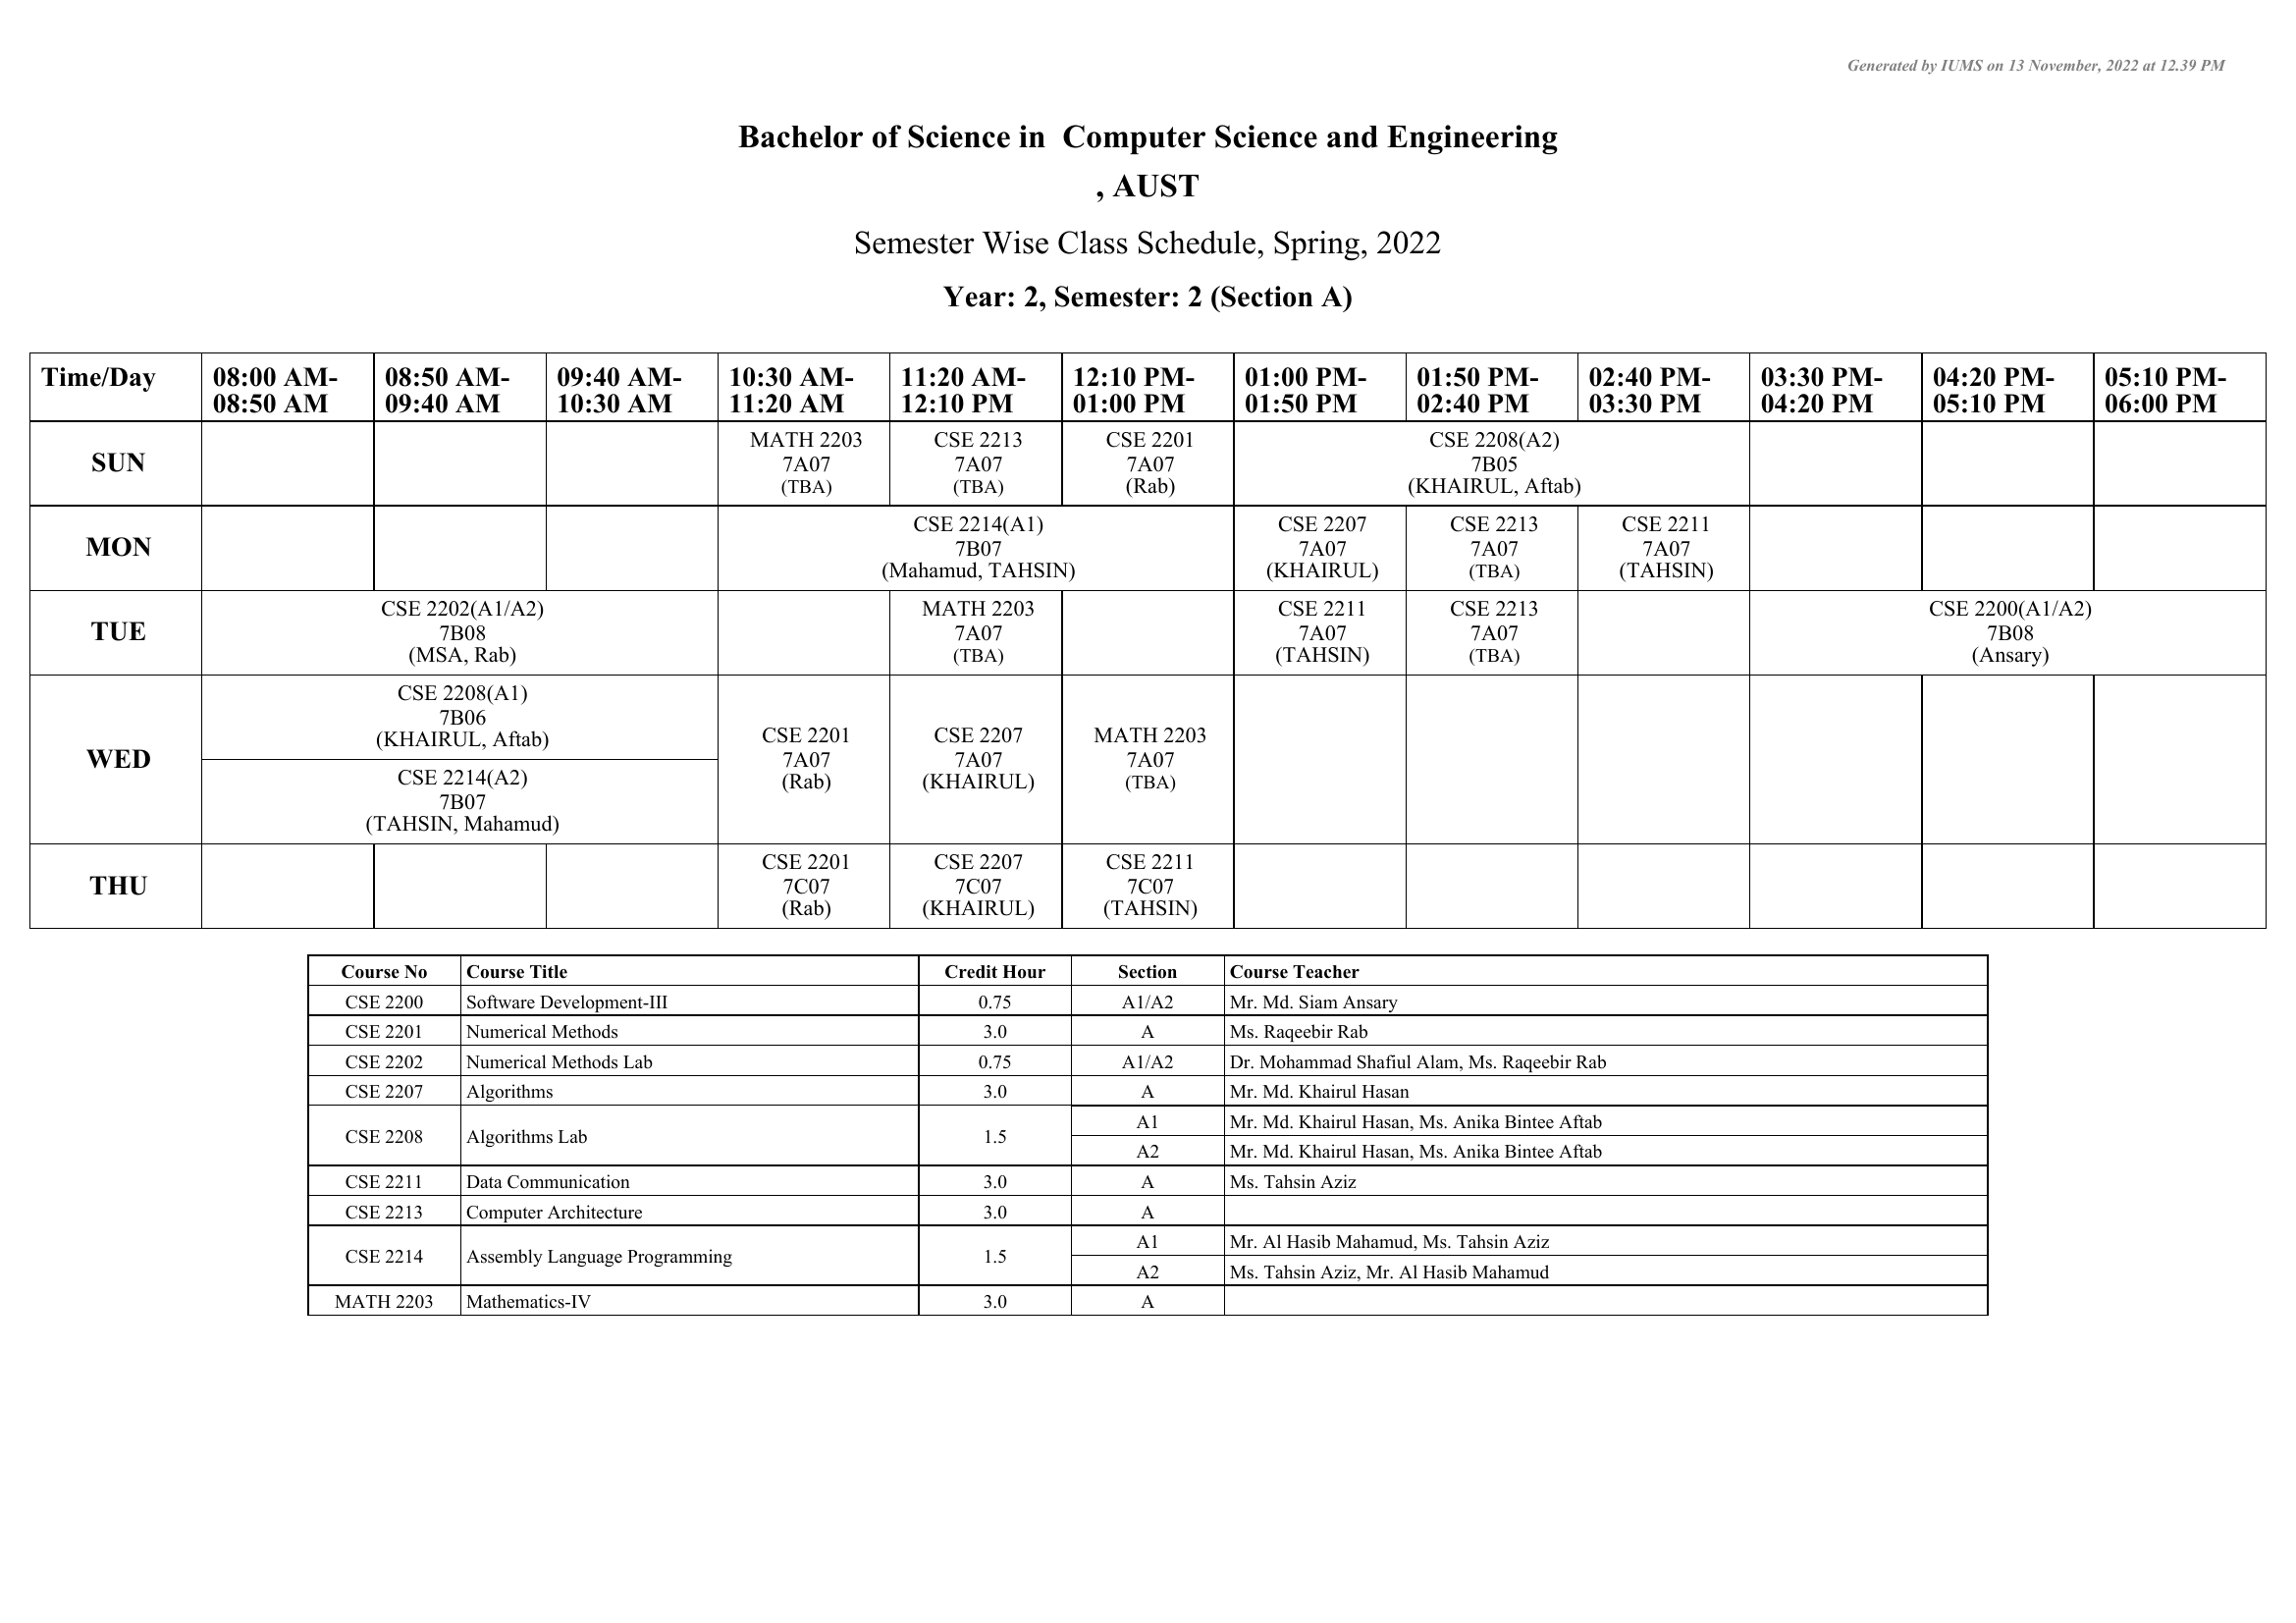 Generated by IUMS on 13 November, 2022 at 12.39 PM
Bachelor of Science in  Computer Science and Engineering
, AUST
Semester Wise Class Schedule, Spring, 2022
Year: 2, Semester: 2 (Section A)
Time/Day 08:00 AM- 08:50 AM- 09:40 AM- 10:30 AM- 11:20 AM- 12:10 PM- 01:00 PM- 01:50 PM- 02:40 PM- 03:30 PM- 04:20 PM- 05:10 PM-
08:50 AM 09:40 AM 10:30 AM 11:20 AM 12:10 PM 01:00 PM 01:50 PM 02:40 PM 03:30 PM 04:20 PM 05:10 PM 06:00 PM
SUN
MATH 2203 CSE 2213 CSE 2201 CSE 2208(A2)
7A07 7A07 7A07 7B05
(TBA) (TBA) (Rab) (KHAIRUL, Aftab)
MON
CSE 2214(A1) CSE 2207 CSE 2213 CSE 2211
7B07 7A07 7A07 7A07
(Mahamud, TAHSIN) (KHAIRUL) (TBA) (TAHSIN)
TUE
CSE 2202(A1/A2) MATH 2203 CSE 2211 CSE 2213 CSE 2200(A1/A2)
7B08 7A07 7A07 7A07 7B08
(MSA, Rab) (TBA) (TAHSIN) (TBA) (Ansary)
WED
CSE 2208(A1)
7B06
(KHAIRUL, Aftab)
CSE 2214(A2)
7B07
(TAHSIN, Mahamud)
CSE 2201 CSE 2207 MATH 2203
7A07 7A07 7A07
(Rab) (KHAIRUL) (TBA)
THU
CSE 2201 CSE 2207 CSE 2211
7C07 7C07 7C07
(Rab) (KHAIRUL) (TAHSIN)
Course No Course Title Credit Hour Section Course Teacher
CSE 2200 Software Development-III 0.75 A1/A2 Mr. Md. Siam Ansary
CSE 2201 Numerical Methods 3.0 A Ms. Raqeebir Rab
CSE 2202 Numerical Methods Lab 0.75 A1/A2 Dr. Mohammad Shafiul Alam, Ms. Raqeebir Rab
CSE 2207 Algorithms 3.0 A Mr. Md. Khairul Hasan
CSE 2208 Algorithms Lab 1.5 A1 Mr. Md. Khairul Hasan, Ms. Anika Bintee Aftab
A2 Mr. Md. Khairul Hasan, Ms. Anika Bintee Aftab
CSE 2211 Data Communication 3.0 A Ms. Tahsin Aziz
CSE 2213 Computer Architecture 3.0 A
CSE 2214 Assembly Language Programming 1.5 A1 Mr. Al Hasib Mahamud, Ms. Tahsin Aziz
A2 Ms. Tahsin Aziz, Mr. Al Hasib Mahamud
MATH 2203 Mathematics-IV 3.0 A